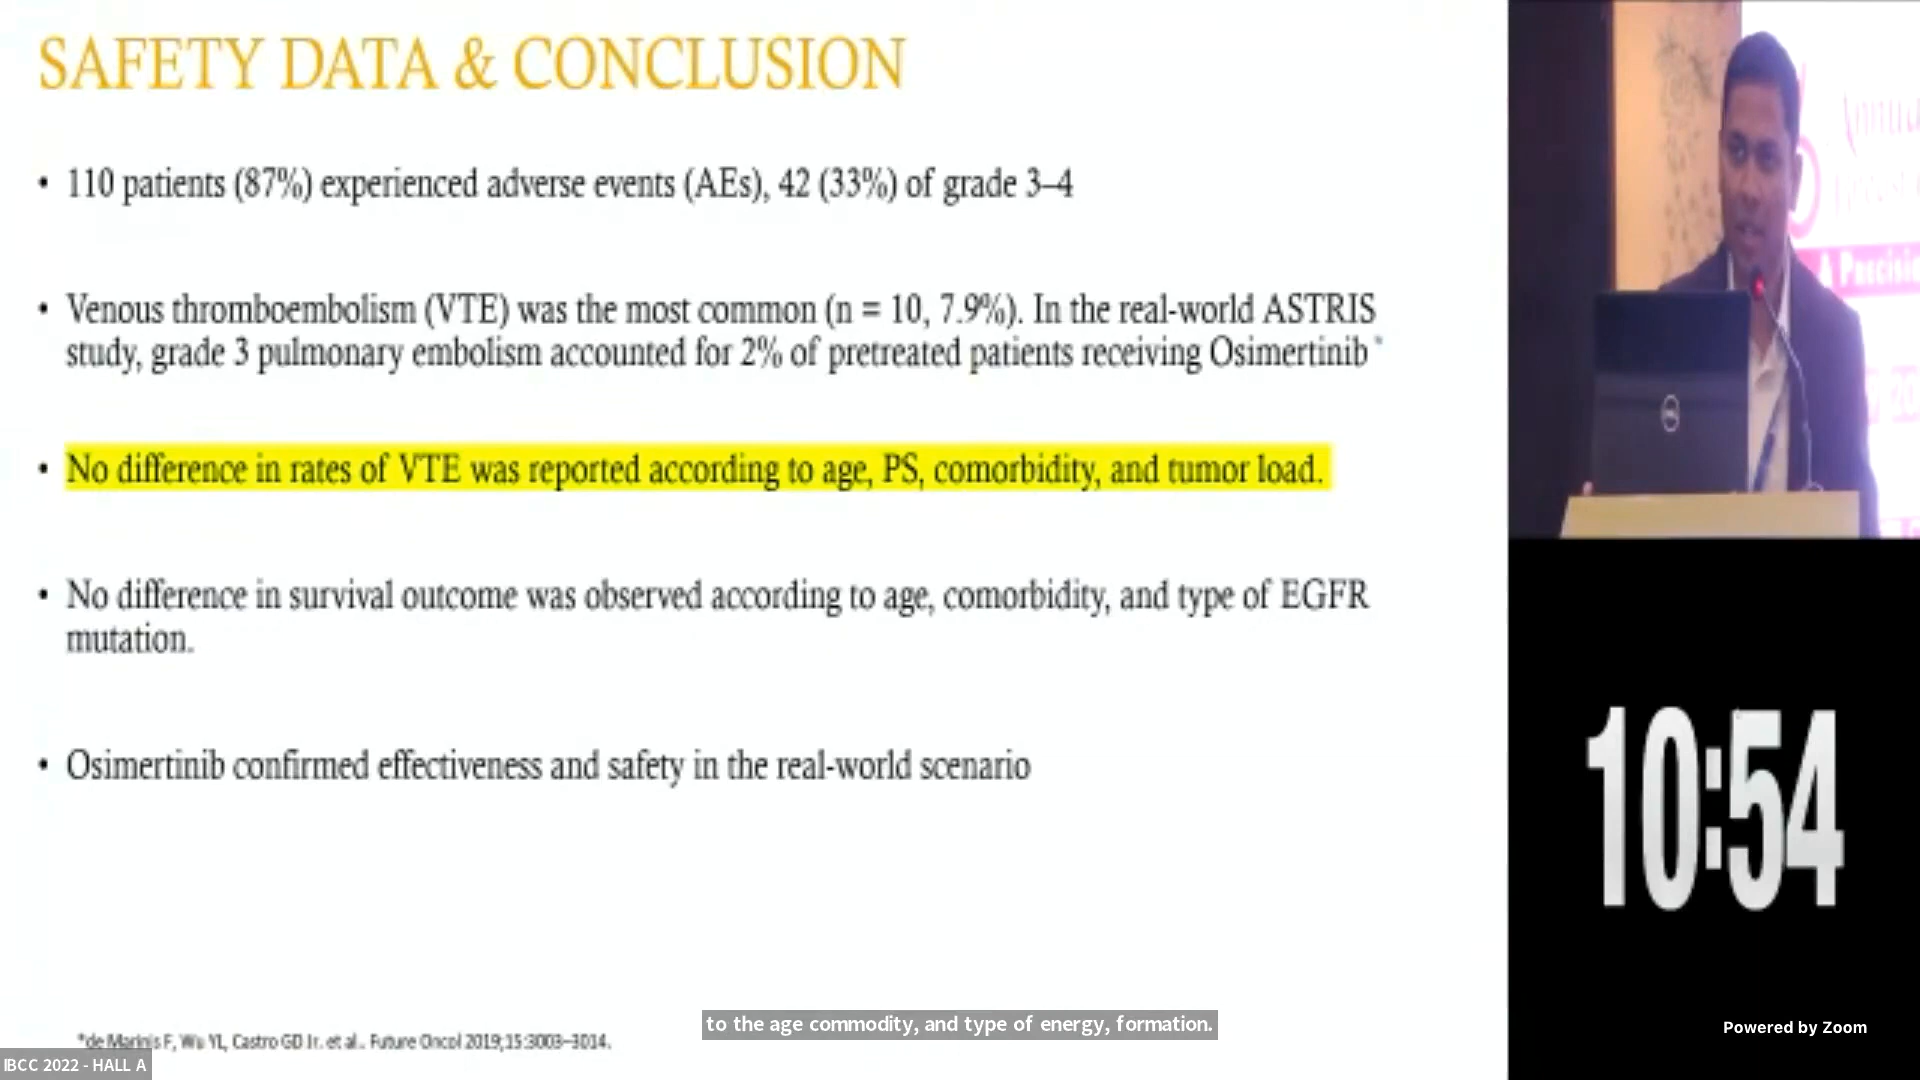 SAFETY DATA & CONCLUSION
• 110 patients (87%) experienced adverse events (AEs), 42 (33%) of grade 3–4
• Venous thromboembolism (VTE) was the most common (n = 10, 7.9%). In the real-world ASTRIS
study, grade 3 pulmonary embolism accounted for 2% of pretreated patients receiving Osimertinib *
• No difference in rates of VTE was reported according to age, PS, comorbidity, and tumor load.
• No difference in survival outcome was observed according to age, comorbidity, and type of EGFR
mutation.
• Osimertinib confirmed effectiveness and safety in the real-world scenario
*de Marinis F, Wu YL, Castro GD Jr. et al.. Future Oncol 2019;15:3003–3014.
to the age commodity, and type of energy, formation.
IBCC 2022 - HALL A
A Precisi
DELL
10:54
Powered by Zoom